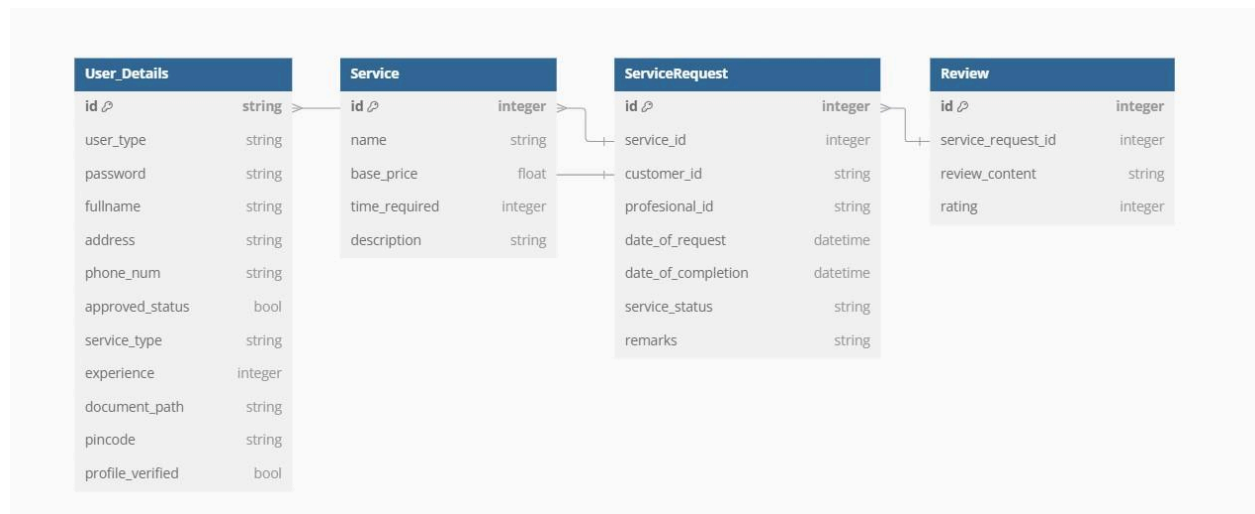 User_Details
id string
user_type string
password string
fullname string
address string
phone_num string
approved_status bool
service_type string
experience integer
document_path string
pincode string
profile_verified bool
Service
id integer
name string
base_price float
time_required integer
description string
ServiceRequest
id integer
service_id integer
customer_id string
profesional_id string
date_of_request datetime
date_of_completion datetime
service_status string
remarks string
Review
id integer
service_request_id integer
review_content string
rating integer